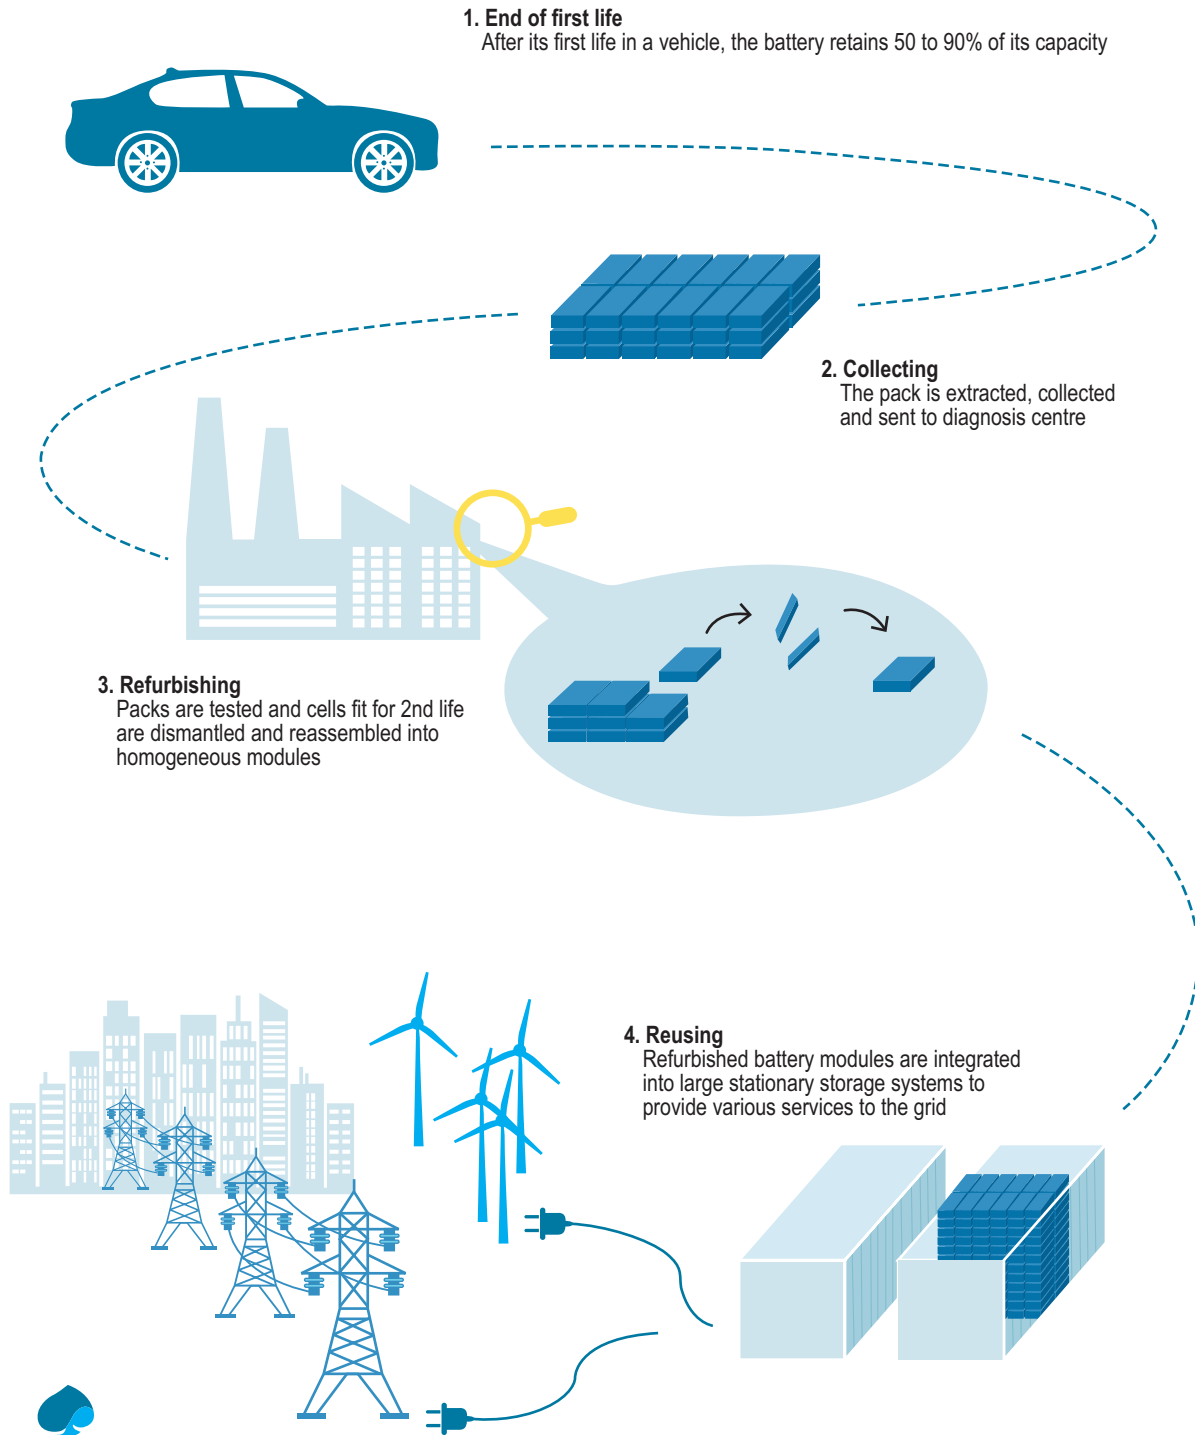 1. End of first life
After its first life in a vehicle, the battery retains 50 to 90% of its capacity
2. Collecting
The pack is extracted, collected
and sent to diagnosis centre
3. Refurbishing
Packs are tested and cells fit for 2nd life
are dismantled and reassembled into
homogeneous modules
4. Reusing
Refurbished battery modules are integrated
into large stationary storage systems to
provide various services to the grid